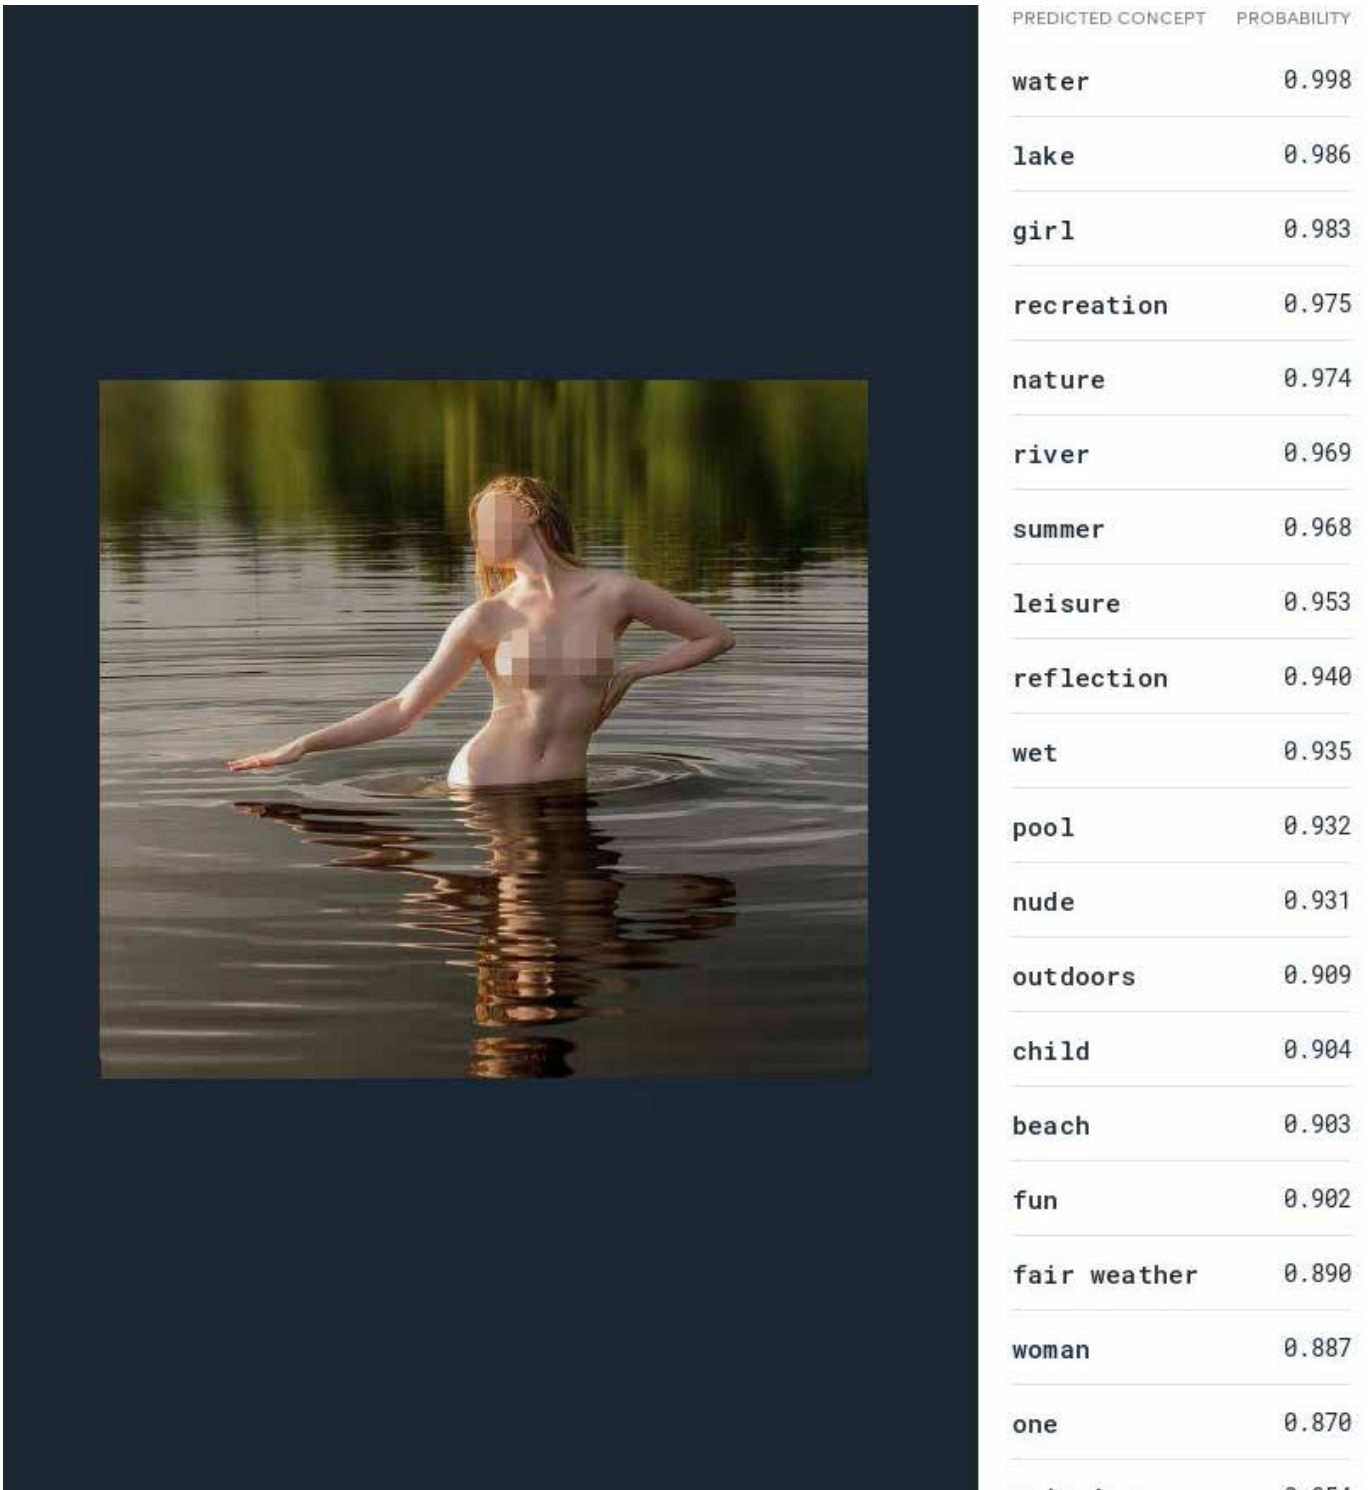 PREDICTED CONCEPT PROBABILITY
water 0.998
lake 0.986
girl 0.983
recreation 0.975
nature 0.974
river 0.969
summer 0.968
leisure 0.953
reflection 0.940
wet 0.935
pool 0.932
nude 0.931
outdoors 0.909
child 0.904
beach 0.903
fun 0.902
fair weather 0.890
woman 0.887
one 0.870